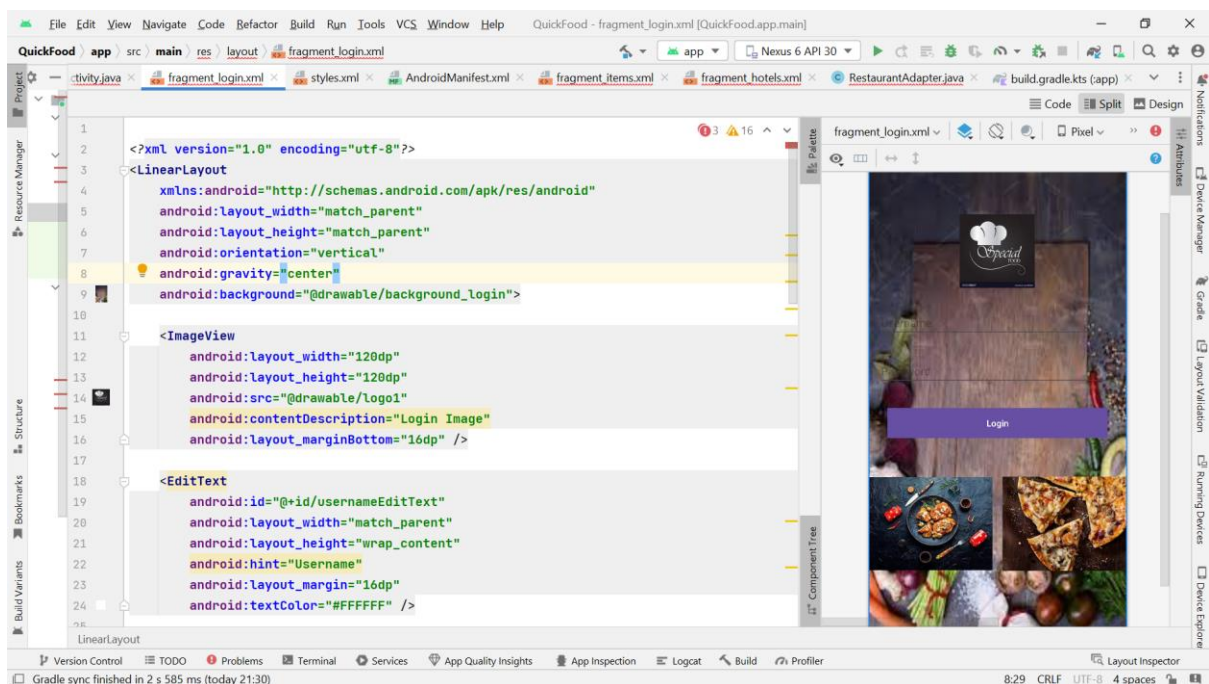 File Edit View Navigate Code Refactor Build Run Tools VCS Window Help QuickFood - fragment_login.xml [QuickFood.app.main]
QuickFood app src main res layout fragment_login.xml app Nexus 6 API 30
ctivity.java fragment_login.xml styles.xml AndroidManifest.xml fragment_items.xml fragment_hotels.xml RestaurantAdapter.java build.gradle.kts (:app)
Code Split Design
3 16 fragment_login.xml Pixel
1
2 <?xml version="1.0" encoding="utf-8"?>
3 <LinearLayout
4 xmlns:android="http://schemas.android.com/apk/res/android"
5 android:layout_width="match_parent"
6 android:layout_height="match_parent"
7 android:orientation="vertical"
8 android:gravity="center"
9 android:background="@drawable/background_login">
10
11 <ImageView
12 android:layout_width="120dp"
13 android:layout_height="120dp"
14 android:src="@drawable/logo1"
15 android:contentDescription="Login Image"
16 android:layout_marginBottom="16dp" />
17
18 <EditText
19 android:id="@+id/usernameEditText"
20 android:layout_width="match_parent"
21 android:layout_height="wrap_content"
22 android:hint="Username"
23 android:layout_margin="16dp"
24 android:textColor="#FFFFFF" />
LinearLayout
Project
Resource Manager
Structure
Bookmarks
Build Variants
Palette
Component Tree
Special
Login
Attributes
Notifications
Device Manager
Gradle
Layout Validation
Running Devices
Device Explorer
Version Control TODO Problems Terminal Services App Quality Insights App Inspection Logcat Build Profiler Layout Inspector
Gradle sync finished in 2 s 585 ms (today 21:30) 8:29 CRLF UTF-8 4 spaces